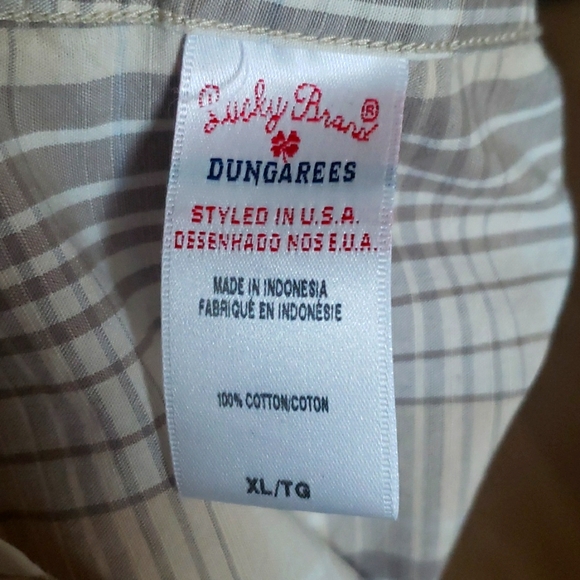 Lucky Brand®
DUNGAREES
STYLED IN U.S.A.
DESENHADO NOS E.U.A.
MADE IN INDONESIA
FABRIQUÉ EN INDONÉSIE
100% COTTON/COTON
XL/TG